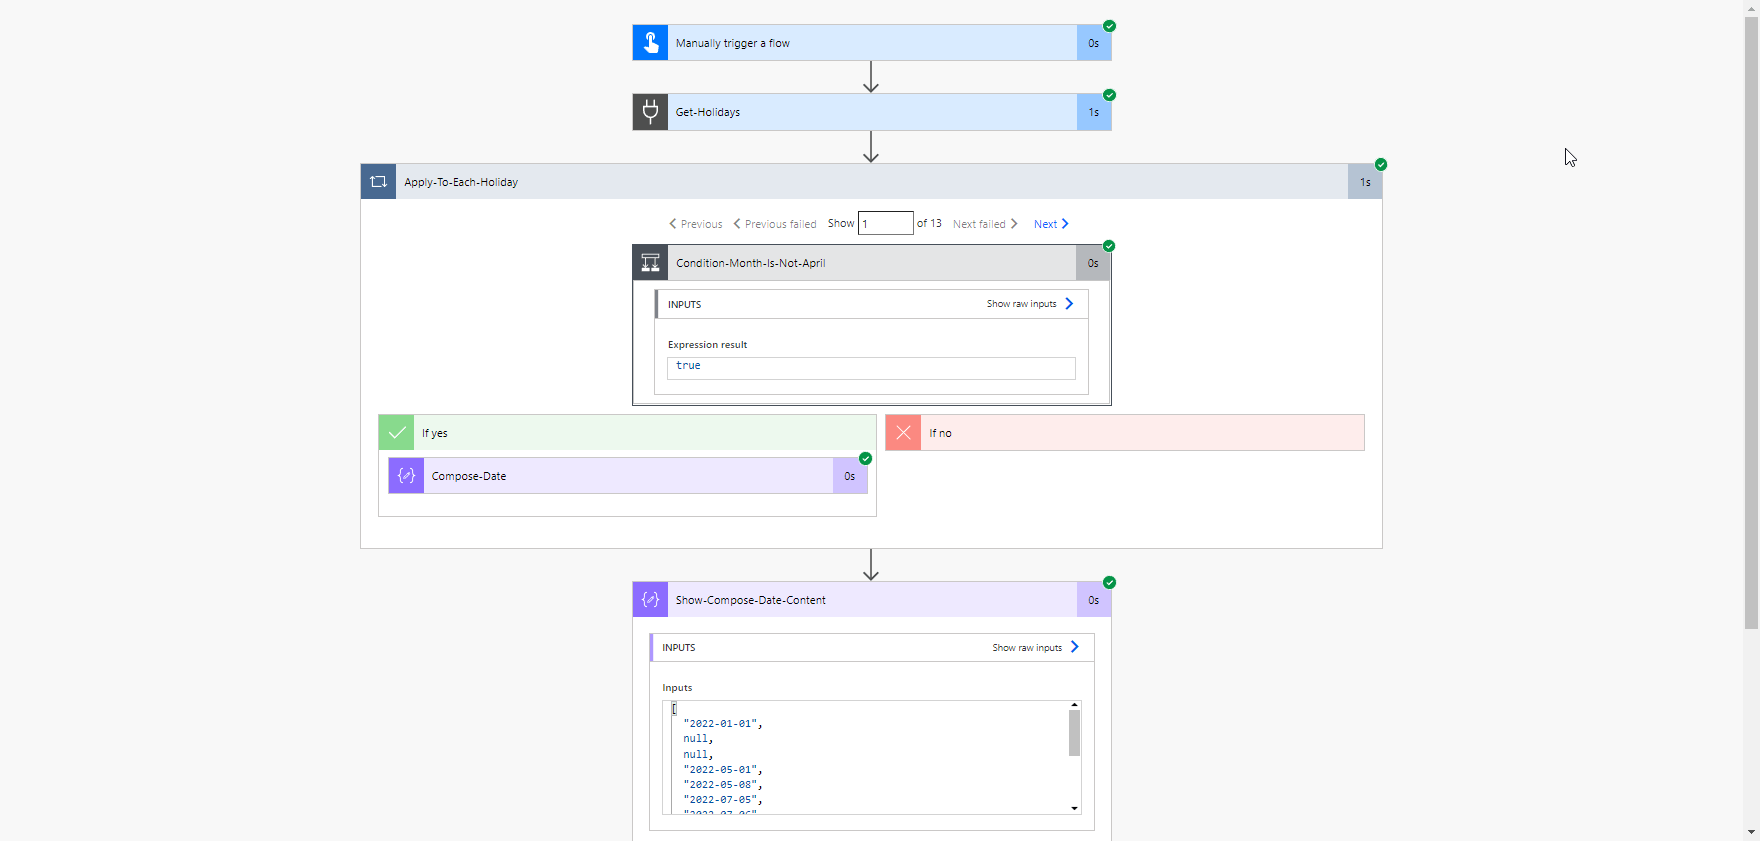 Manually trigger a flow
0s
Get-Holidays
1s
Apply-To-Each-Holiday
1s
Previous Previous failed Show 1 of 13 Next failed Next
Condition-Month-Is-Not-April
0s
INPUTS
Show raw inputs
Expression result
true
If yes
If no
Compose-Date
0s
Show-Compose-Date-Content
0s
INPUTS
Show raw inputs
Inputs
[
"2022-01-01",
null,
null,
"2022-05-01",
"2022-05-08",
"2022-07-05",